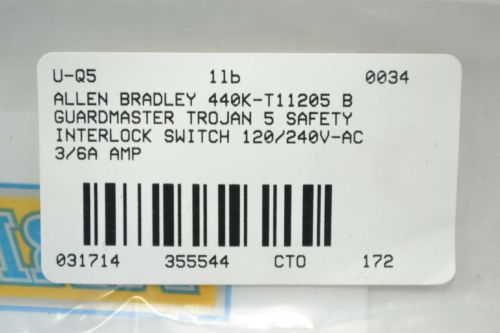 U-Q5 1lb 0034
ALLEN BRADLEY 440K-T11205 B
GUARDMASTER TROJAN 5 SAFETY
INTERLOCK SWITCH 120/240V-AC
3/6A AMP
031714 355544 CTO 172